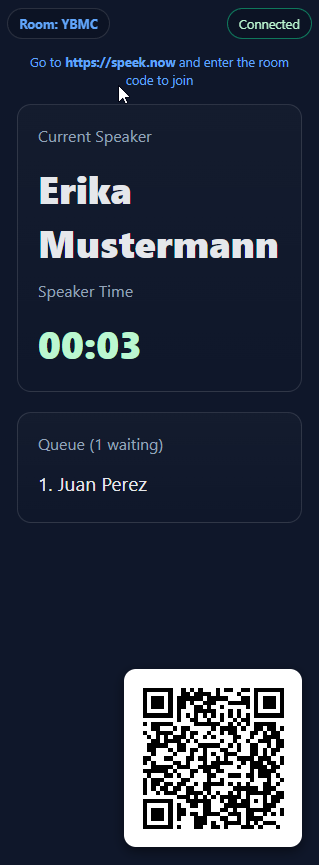 Room: YBMC
Connected
Go to https://speek.now and enter the room
code to join
Current Speaker
Erika
Mustermann
Speaker Time
00:03
Queue (1 waiting)
1. Juan Perez